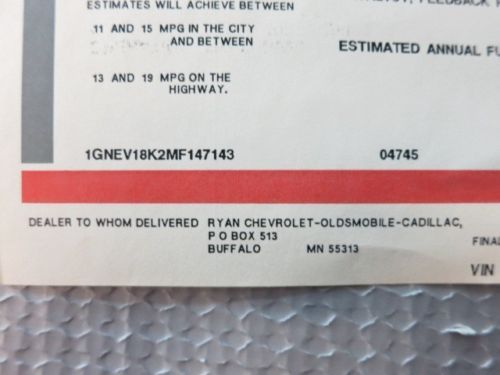 ESTIMATES WILL ACHIEVE BETWEEN
11 AND 15 MPG IN THE CITY
AND BETWEEN
13 AND 19 MPG ON THE
HIGHWAY.
ESTIMATED ANNUAL FU
1GNEV18K2MF147143 04745
DEALER TO WHOM DELIVERED RYAN CHEVROLET-OLDSMOBILE-CADILLAC,
P O BOX 513
BUFFALO MN 55313
FINAL
VIN